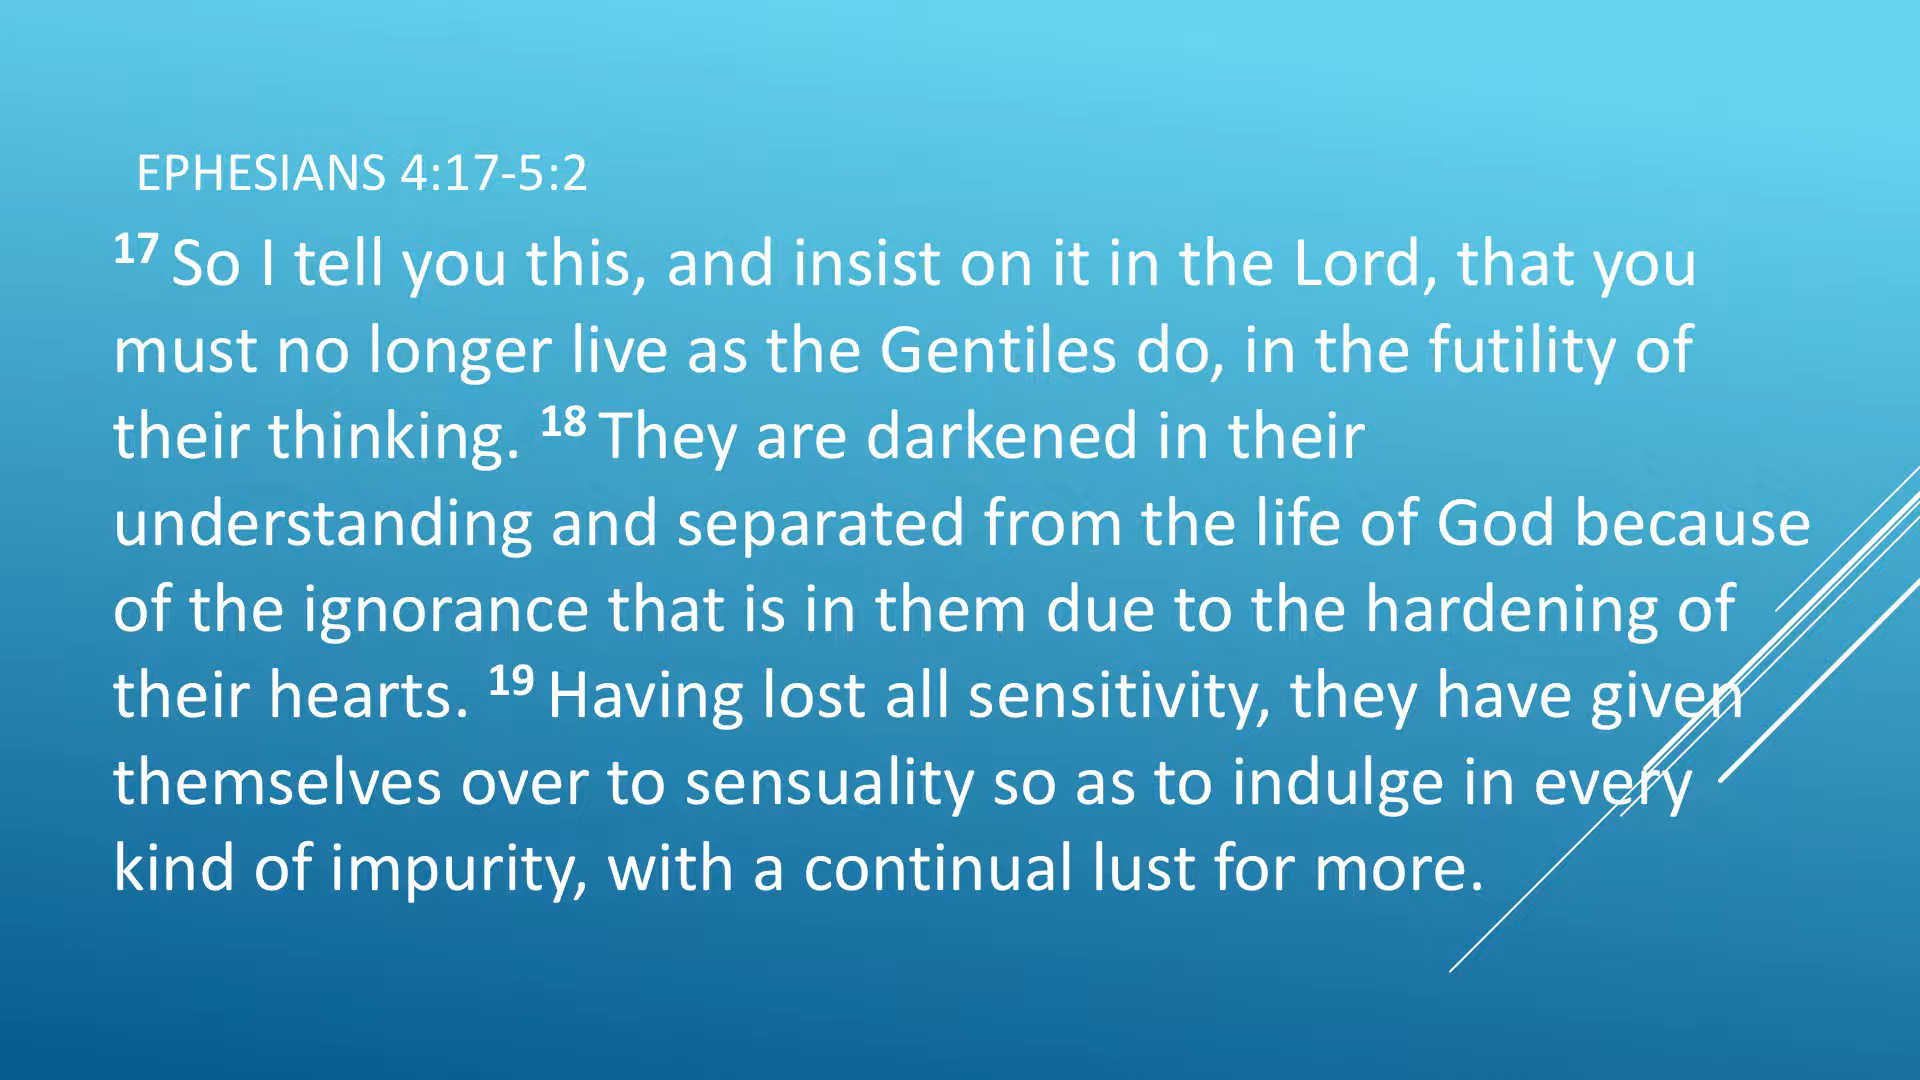 EPHESIANS 4:17-5:2
17 So I tell you this, and insist on it in the Lord, that you
must no longer live as the Gentiles do, in the futility of
their thinking. 18 They are darkened in their
understanding and separated from the life of God because
of the ignorance that is in them due to the hardening of
their hearts. 19 Having lost all sensitivity, they have given
themselves over to sensuality so as to indulge in every
kind of impurity, with a continual lust for more.